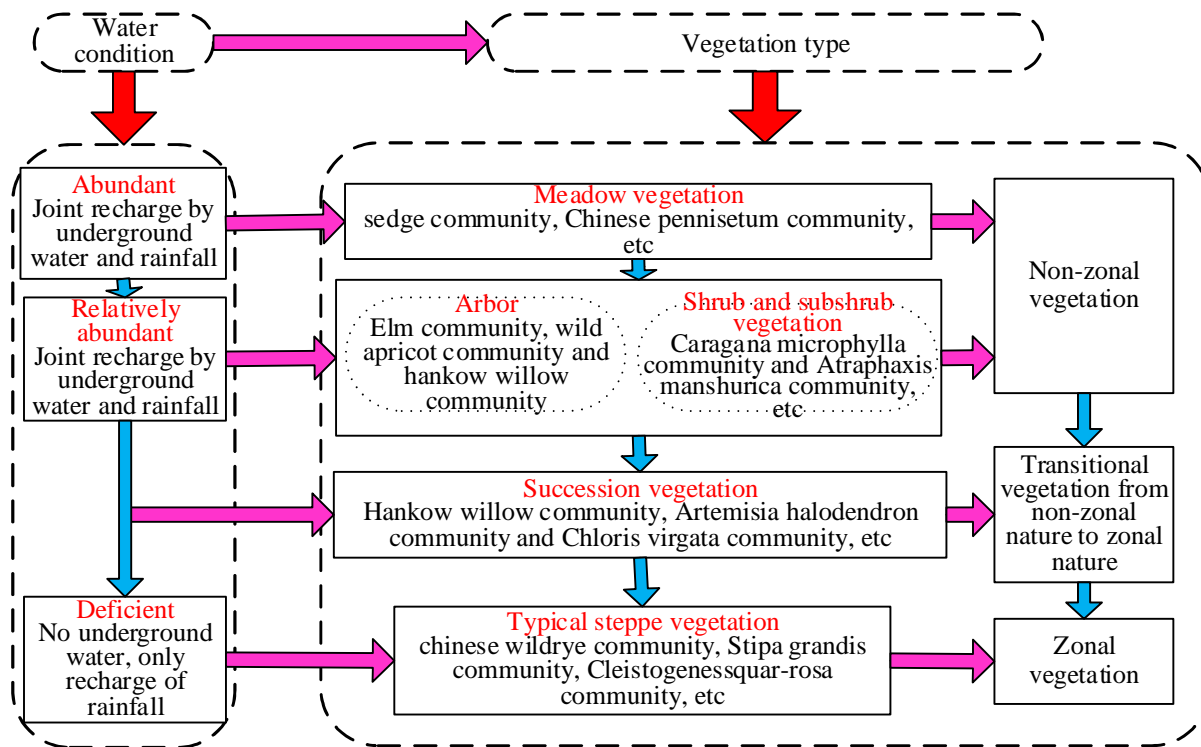 Water
condition
Vegetation type
Abundant
Joint recharge by
underground
water and rainfall
Meadow vegetation
sedge community, Chinese pennisetum community,
etc
Non-zonal
vegetation
Relatively
abundant
Joint recharge by
underground
water and rainfall
Arbor
Elm community, wild
apricot community and
hankow willow
community
Shrub and subshrub
vegetation
Caragana microphylla
community and Atraphaxis
manshurica community,
etc
Succession vegetation
Hankow willow community, Artemisia halodendron
community and Chloris virgata community, etc
Transitional
vegetation from
non-zonal
nature to zonal
nature
Deficient
No underground
water, only
recharge of
rainfall
Typical steppe vegetation
chinese wildrye community, Stipa grandis
community, Cleistogenessquar-rosa
community, etc
Zonal
vegetation